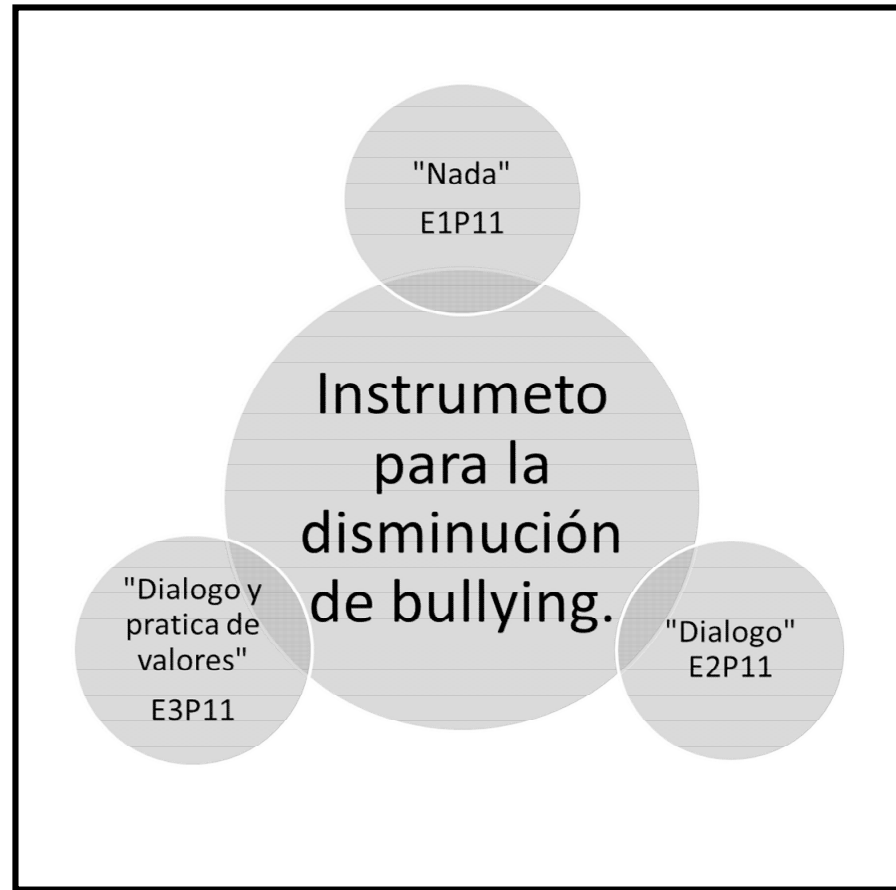 "Nada"
E1P11
Instrumeto
para la
disminución
de bullying.
"Dialogo y
pratica de
valores"
E3P11
"Dialogo"
E2P11